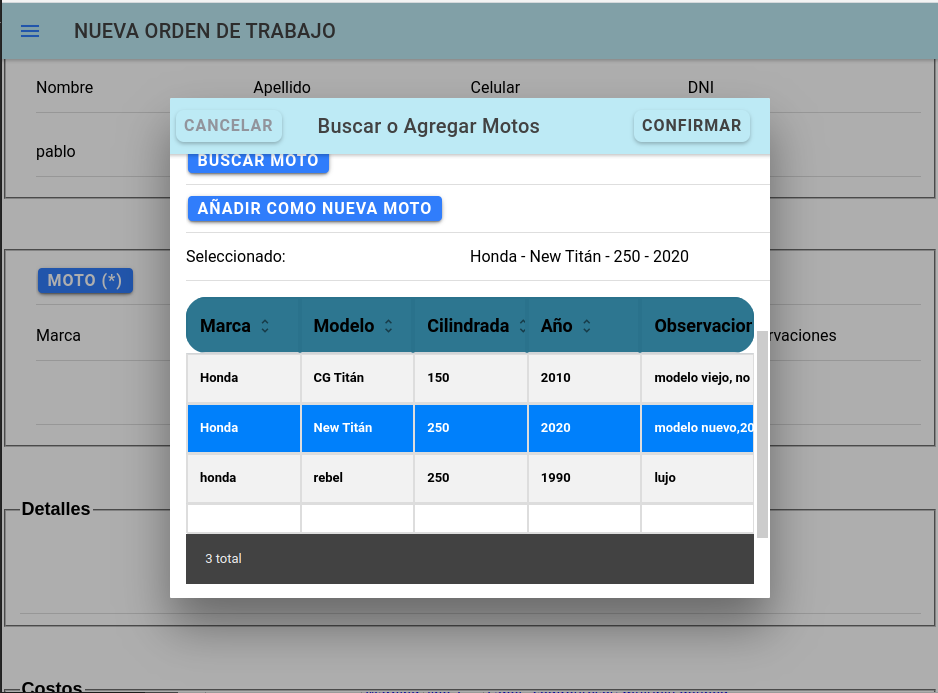 NUEVA ORDEN DE TRABAJO
Nombre Apellido Celular DNI
CANCELAR Buscar o Agregar Motos CONFIRMAR
pablo
BUSCAR MOTO
AÑADIR COMO NUEVA MOTO
Seleccionado: Honda - New Titán - 250 - 2020
MOTO (*)
Marca Modelo Cilindrada Año Observacior
Marca rvaciones
Honda CG Titán 150 2010 modelo viejo, no
Honda New Titán 250 2020 modelo nuevo,20
honda rebel 250 1990 lujo
Detalles
3 total
Costos